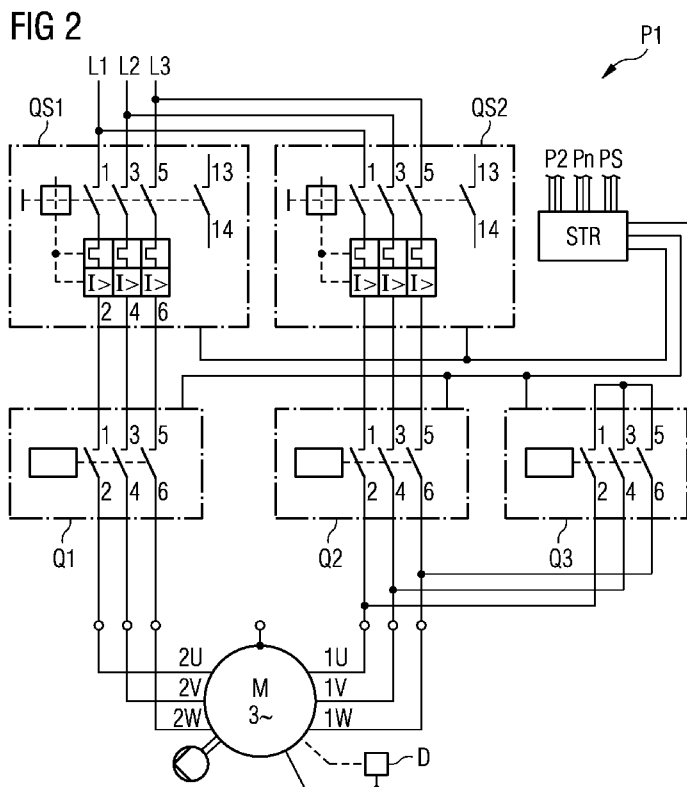 FIG 2
P1
L1 L2 L3
QS1
QS2
1 3 5 13
1 3 5 13
P2 Pn PS
14
14
STR
I> I> I>
I> I> I>
2 4 6
1 3 5
1 3 5
1 3 5
2 4 6
2 4 6
2 4 6
Q1
Q2
Q3
2U
1U
2V
M
1V
3~
2W
1W
D